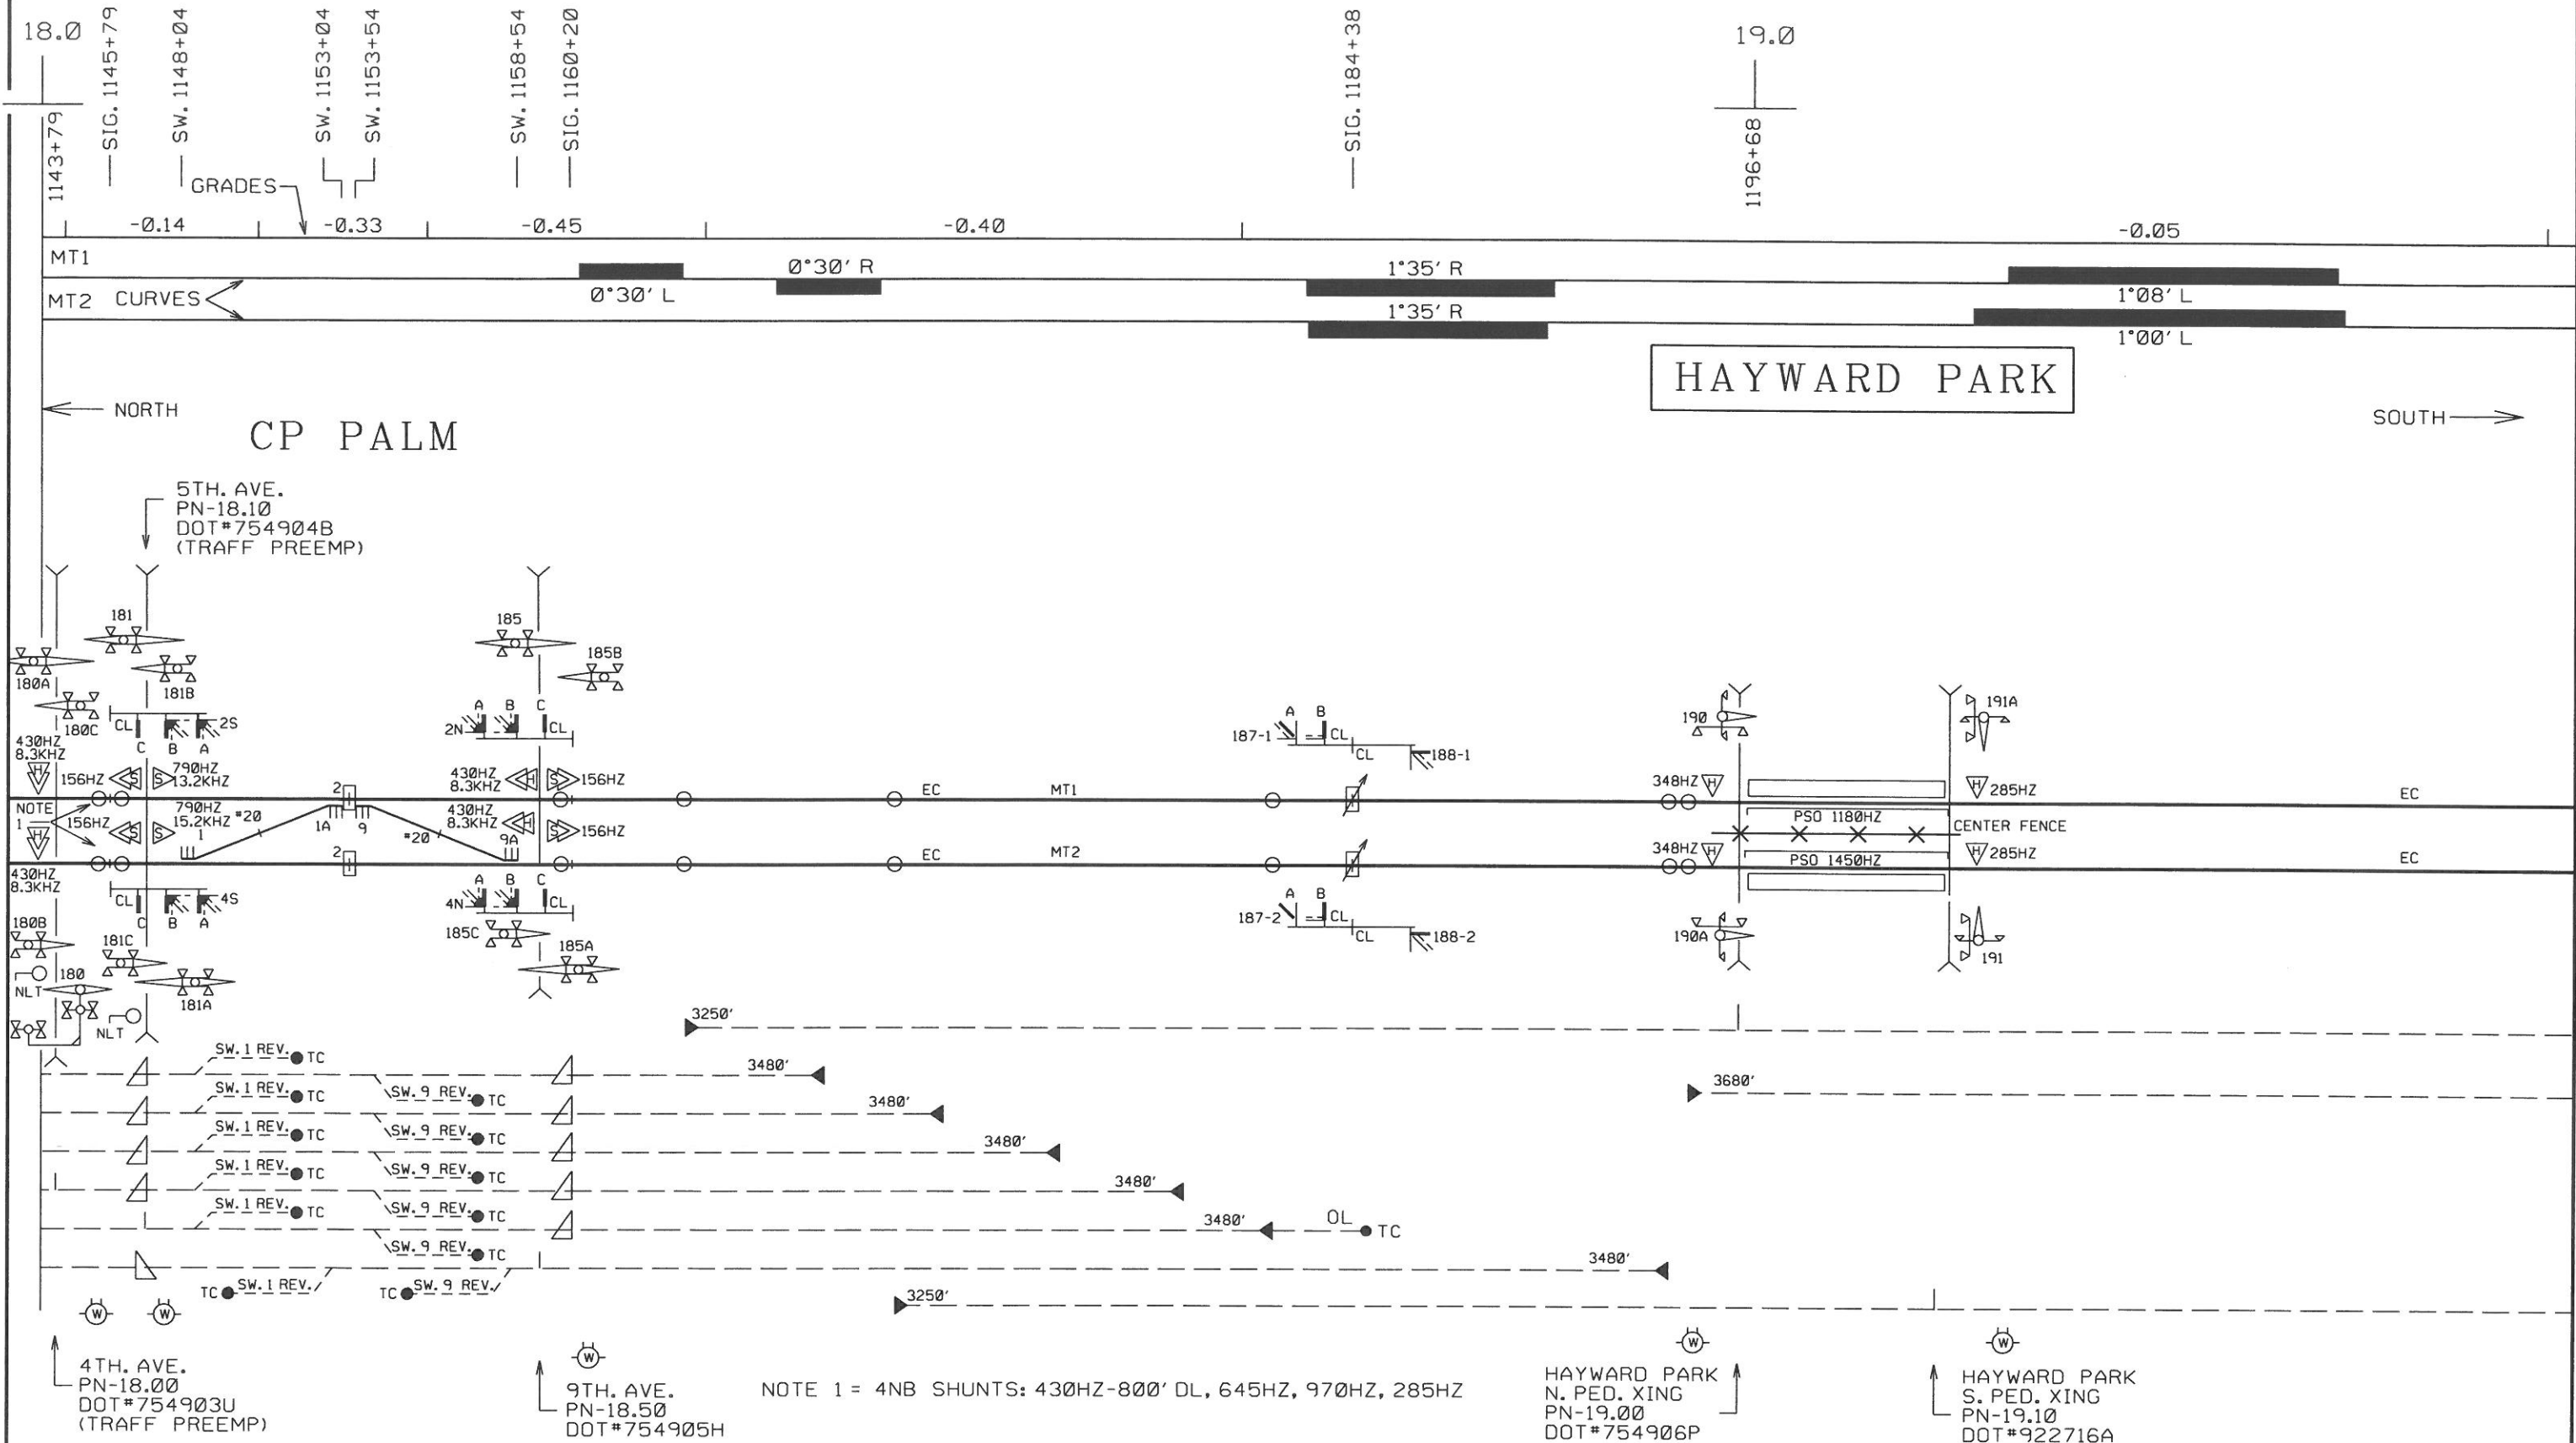 18.0
SIG. 1145+79
SW. 1148+04
SW. 1153+04
SW. 1153+54
SW. 1158+54
SIG. 1160+20
SIG. 1184+38
19.0
1143+79
1196+68
GRADES
-0.14
-0.33
-0.45
-0.40
-0.05
MT1
0°30' R
1°35' R
MT2 CURVES
0°30' L
1°08' L
1°35' R
1°00' L
HAYWARD PARK
NORTH
SOUTH
CP PALM
5TH. AVE.
PN-18.10
DOT#754904B
(TRAFF PREEMP)
181
185
180A
181B
185B
180C
CL
2S
C B A
A B C
2N
CL
A B
187-1
CL
CL
188-1
190
191A
430HZ
8.3KHZ
H
156HZ
S
S
790HZ
13.2KHZ
430HZ
8.3KHZ
H
S
156HZ
348HZ
H
H
285HZ
2
EC
MT1
EC
NOTE
1
H
156HZ
S
S
790HZ
15.2KHZ
1
#20
1A
9
#20
430HZ
8.3KHZ
H
9A
S
156HZ
PSO 1180HZ
CENTER FENCE
2
EC
MT2
348HZ
H
PSO 1450HZ
H
285HZ
EC
430HZ
8.3KHZ
CL
4S
C B A
A B C
4N
CL
A B
187-2
CL
CL
188-2
180B
181C
185C
185A
190A
191
180
NLT
181A
NLT
3250'
SW. 1 REV. TC
3480'
SW. 1 REV. TC
SW. 9 REV. TC
3480'
3680'
SW. 1 REV. TC
SW. 9 REV. TC
3480'
SW. 1 REV. TC
SW. 9 REV. TC
3480'
SW. 1 REV. TC
SW. 9 REV. TC
3480'
OL
TC
SW. 9 REV. TC
3480'
TC SW. 1 REV.
TC SW. 9 REV.
3250'
W
W
W
W
W
4TH. AVE.
PN-18.00
DOT#754903U
(TRAFF PREEMP)
9TH. AVE.
PN-18.50
DOT#754905H
NOTE 1 = 4NB SHUNTS: 430HZ-800' DL, 645HZ, 970HZ, 285HZ
HAYWARD PARK
N. PED. XING
PN-19.00
DOT#754906P
HAYWARD PARK
S. PED. XING
PN-19.10
DOT#922716A